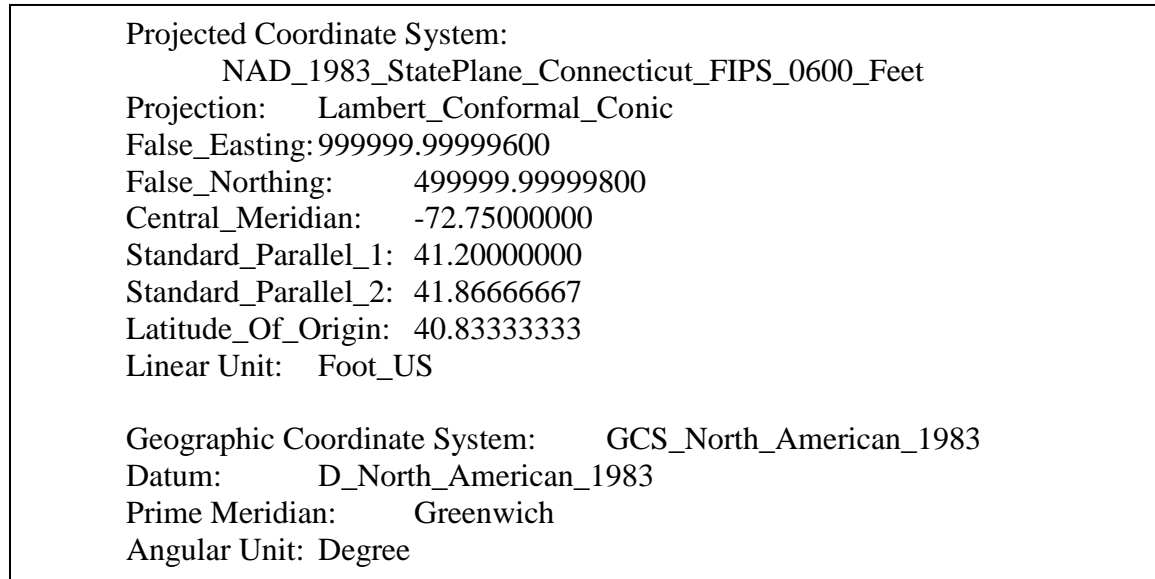 Projected Coordinate System:
NAD_1983_StatePlane_Connecticut_FIPS_0600_Feet
Projection: Lambert_Conformal_Conic
False_Easting: 999999.99999600
False_Northing: 499999.99999800
Central_Meridian: -72.75000000
Standard_Parallel_1: 41.20000000
Standard_Parallel_2: 41.86666667
Latitude_Of_Origin: 40.83333333
Linear Unit: Foot_US
Geographic Coordinate System: GCS_North_American_1983
Datum: D_North_American_1983
Prime Meridian: Greenwich
Angular Unit: Degree